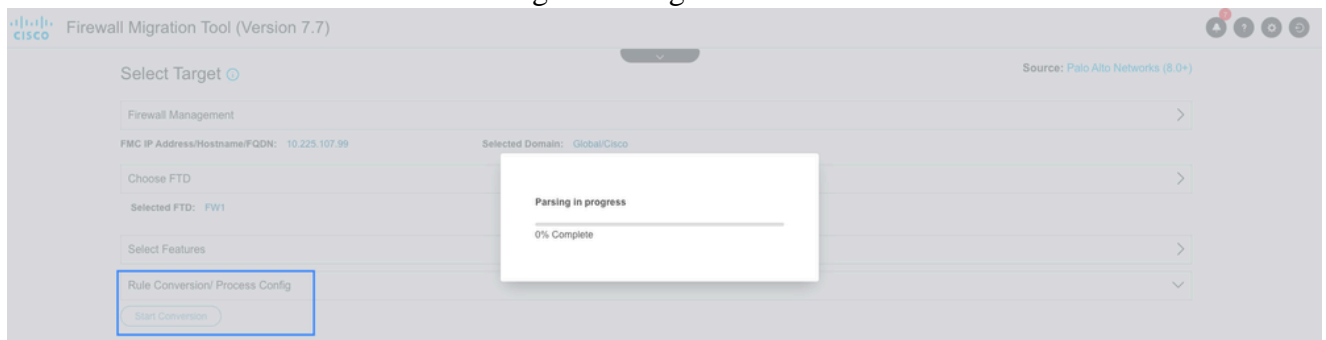 CISCO Firewall Migration Tool (Version 7.7)
Select Target
Source: Palo Alto Networks (8.0+)
Firewall Management
FMC IP Address/Hostname/FQDN: 10.225.107.99 Selected Domain: Global/Cisco
Choose FTD
Selected FTD: FW1
Parsing in progress
0% Complete
Select Features
Rule Conversion/ Process Config
Start Conversion